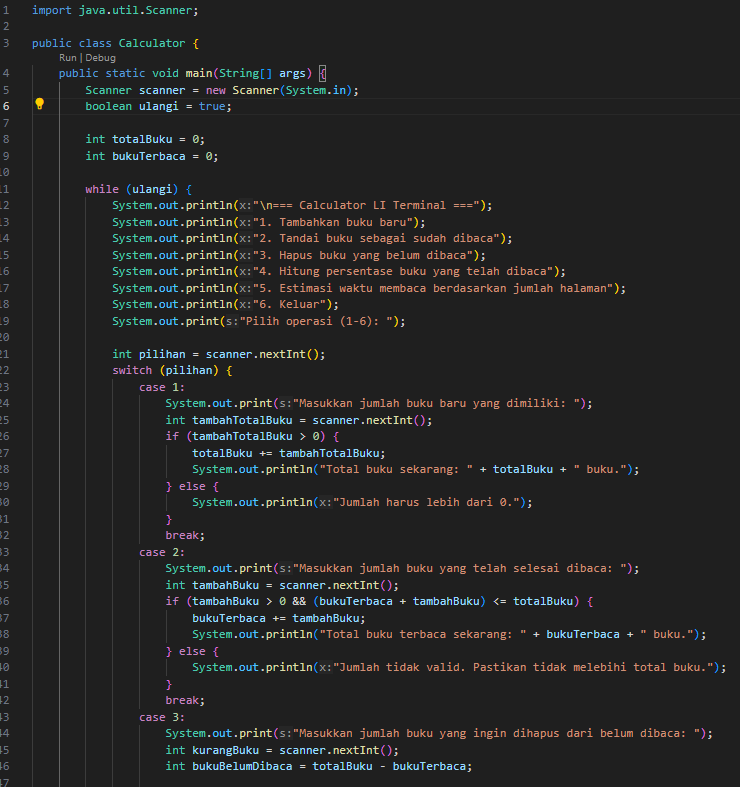 1 import java.util.Scanner;
2
3 public class Calculator {
Run | Debug
4 public static void main(String[] args) {
5 Scanner scanner = new Scanner(System.in);
6 boolean ulangi = true;
7
8 int totalBuku = 0;
9 int bukuTerbaca = 0;
10
11 while (ulangi) {
12 System.out.println(x:"\n=== Calculator LI Terminal ===");
13 System.out.println(x:"1. Tambahkan buku baru");
14 System.out.println(x:"2. Tandai buku sebagai sudah dibaca");
15 System.out.println(x:"3. Hapus buku yang belum dibaca");
16 System.out.println(x:"4. Hitung persentase buku yang telah dibaca");
17 System.out.println(x:"5. Estimasi waktu membaca berdasarkan jumlah halaman");
18 System.out.println(x:"6. Keluar");
19 System.out.print(s:"Pilih operasi (1-6): ");
20
21 int pilihan = scanner.nextInt();
22 switch (pilihan) {
23 case 1:
24 System.out.print(s:"Masukkan jumlah buku baru yang dimiliki: ");
25 int tambahTotalBuku = scanner.nextInt();
26 if (tambahTotalBuku > 0) {
27 totalBuku += tambahTotalBuku;
28 System.out.println("Total buku sekarang: " + totalBuku + " buku.");
29 } else {
30 System.out.println(x:"Jumlah harus lebih dari 0.");
31 }
32 break;
33 case 2:
34 System.out.print(s:"Masukkan jumlah buku yang telah selesai dibaca: ");
35 int tambahBuku = scanner.nextInt();
36 if (tambahBuku > 0 && (bukuTerbaca + tambahBuku) <= totalBuku) {
37 bukuTerbaca += tambahBuku;
38 System.out.println("Total buku terbaca sekarang: " + bukuTerbaca + " buku.");
39 } else {
40 System.out.println(x:"Jumlah tidak valid. Pastikan tidak melebihi total buku.");
41 }
42 break;
43 case 3:
44 System.out.print(s:"Masukkan jumlah buku yang ingin dihapus dari belum dibaca: ");
45 int kurangBuku = scanner.nextInt();
46 int bukuBelumDibaca = totalBuku - bukuTerbaca;
47